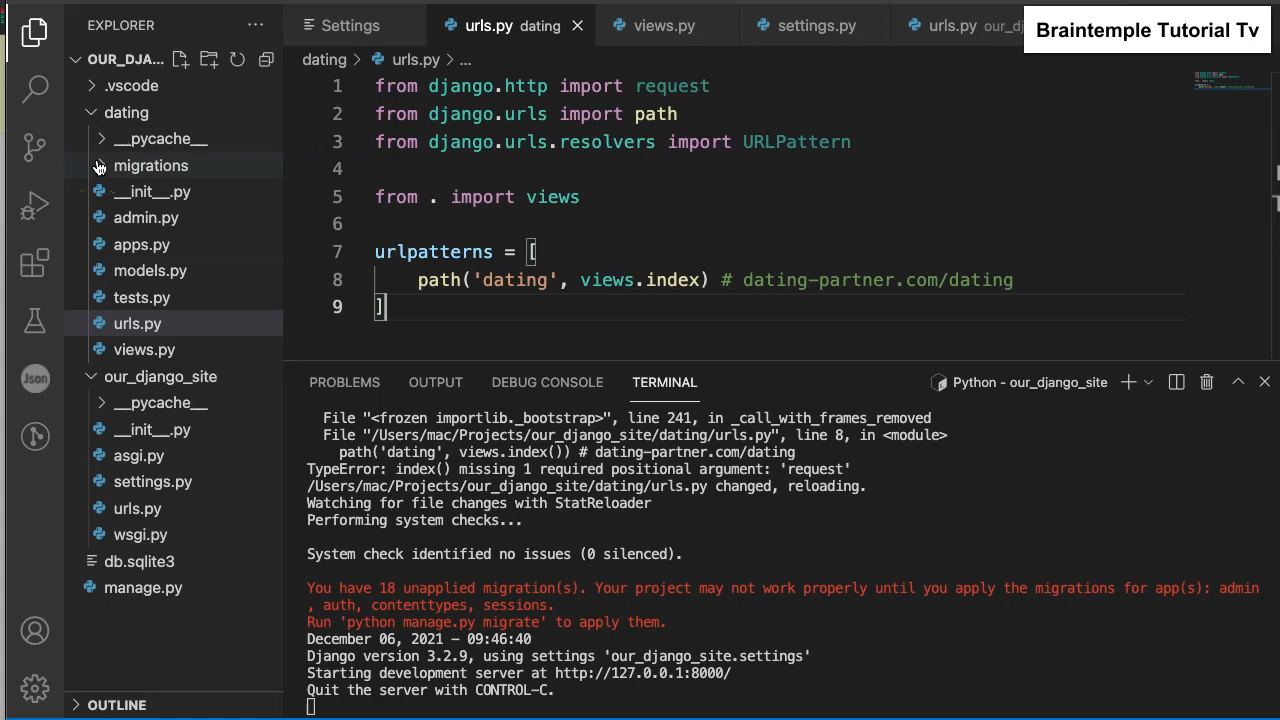 EXPLORER
Settings
urls.py dating
views.py
settings.py
urls.py our_dj
Braintemple Tutorial Tv
OUR_DJA...
dating > urls.py > ...
.vscode
dating
__pycache__
migrations
__init__.py
admin.py
apps.py
models.py
tests.py
urls.py
views.py
our_django_site
__pycache__
__init__.py
asgi.py
settings.py
urls.py
wsgi.py
db.sqlite3
manage.py
OUTLINE
Json
1 from django.http import request
2 from django.urls import path
3 from django.urls.resolvers import URLPattern
4
5 from . import views
6
7 urlpatterns = [
8 path('dating', views.index) # dating-partner.com/dating
9 ]
PROBLEMS OUTPUT DEBUG CONSOLE TERMINAL
Python - our_django_site
File "<frozen importlib._bootstrap>", line 241, in _call_with_frames_removed
File "/Users/mac/Projects/our_django_site/dating/urls.py", line 8, in <module>
path('dating', views.index()) # dating-partner.com/dating
TypeError: index() missing 1 required positional argument: 'request'
/Users/mac/Projects/our_django_site/dating/urls.py changed, reloading.
Watching for file changes with StatReloader
Performing system checks...
System check identified no issues (0 silenced).
You have 18 unapplied migration(s). Your project may not work properly until you apply the migrations for app(s): admin
, auth, contenttypes, sessions.
Run 'python manage.py migrate' to apply them.
December 06, 2021 - 09:46:40
Django version 3.2.9, using settings 'our_django_site.settings'
Starting development server at http://127.0.0.1:8000/
Quit the server with CONTROL-C.